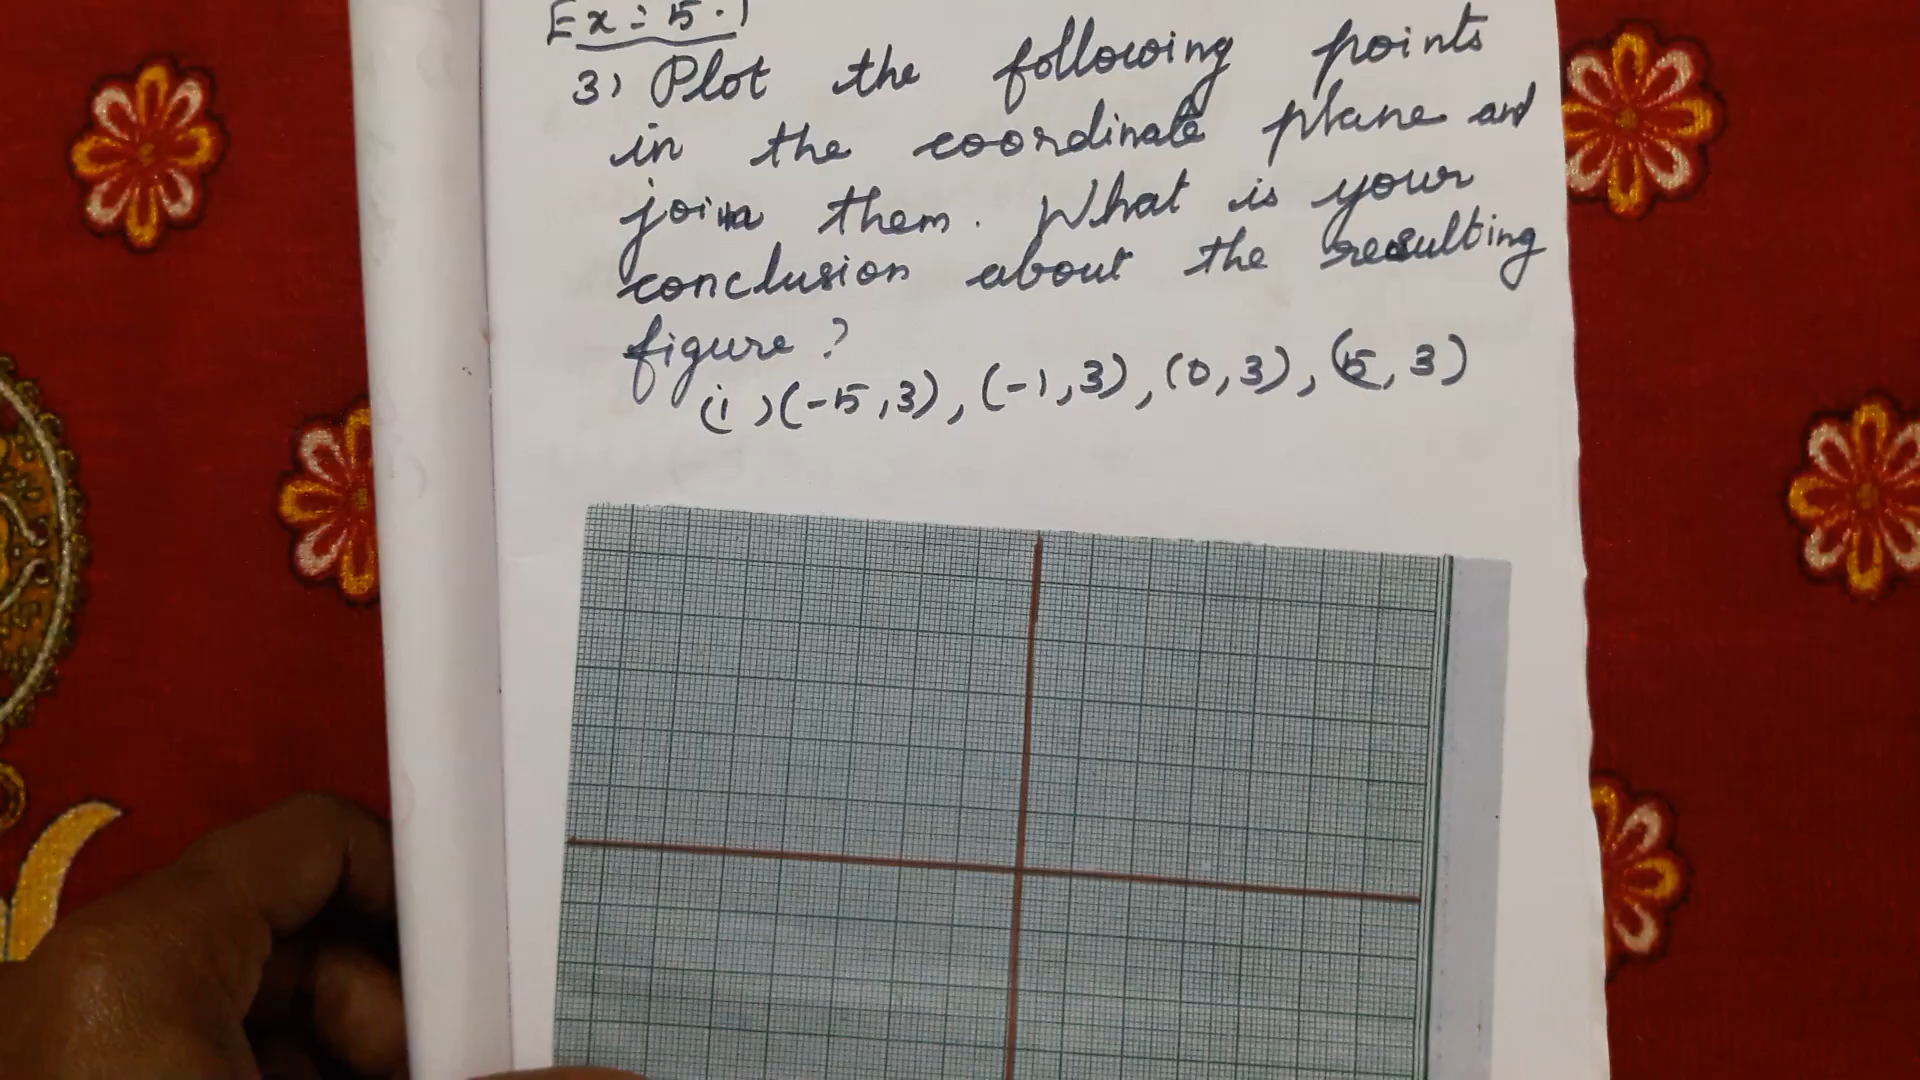 Ex: 5.1
3) Plot the following points
in the coordinate plane and
join them. What is your
conclusion about the resulting
figure?
(i) (-5,3), (-1,3), (0,3), (5,3)